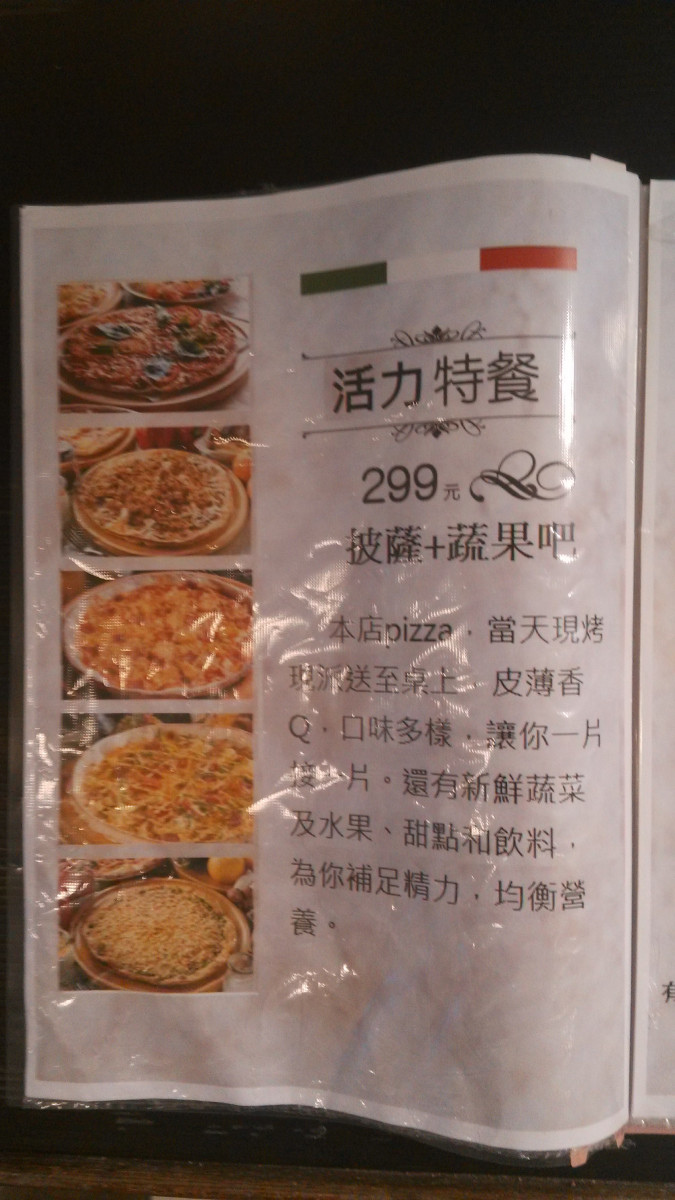 活力特餐
299元
披薩+蔬果吧
本店pizza，當天現烤
現派送至桌上，皮薄香
Q，口味多樣，讓你一片
接一片。還有新鮮蔬菜
及水果、甜點和飲料，
為你補足精力，均衡營
養。
有